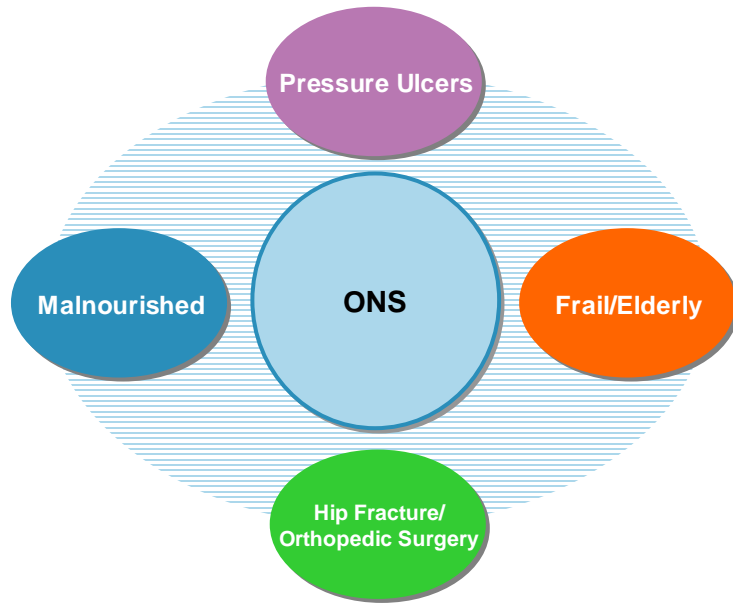 Pressure Ulcers
Malnourished
ONS
Frail/Elderly
Hip Fracture/
Orthopedic Surgery